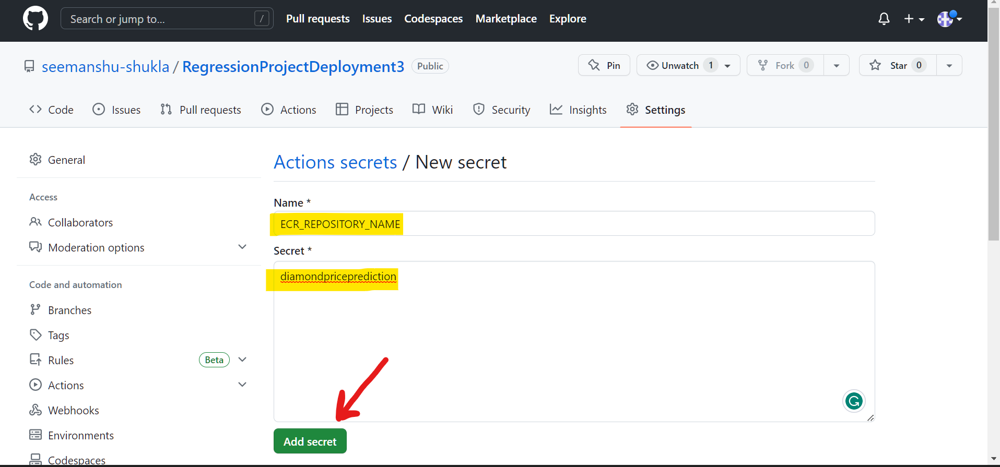 Search or jump to... / Pull requests Issues Codespaces Marketplace Explore
seemanshu-shukla / RegressionProjectDeployment3 Public Pin Unwatch 1 Fork 0 Star 0
Code Issues Pull requests Actions Projects Wiki Security Insights Settings
General
Access
Collaborators
Moderation options
Code and automation
Branches
Tags
Rules Beta
Actions
Webhooks
Environments
Codespaces
Actions secrets / New secret
Name *
ECR_REPOSITORY_NAME
Secret *
diamondpriceprediction
Add secret